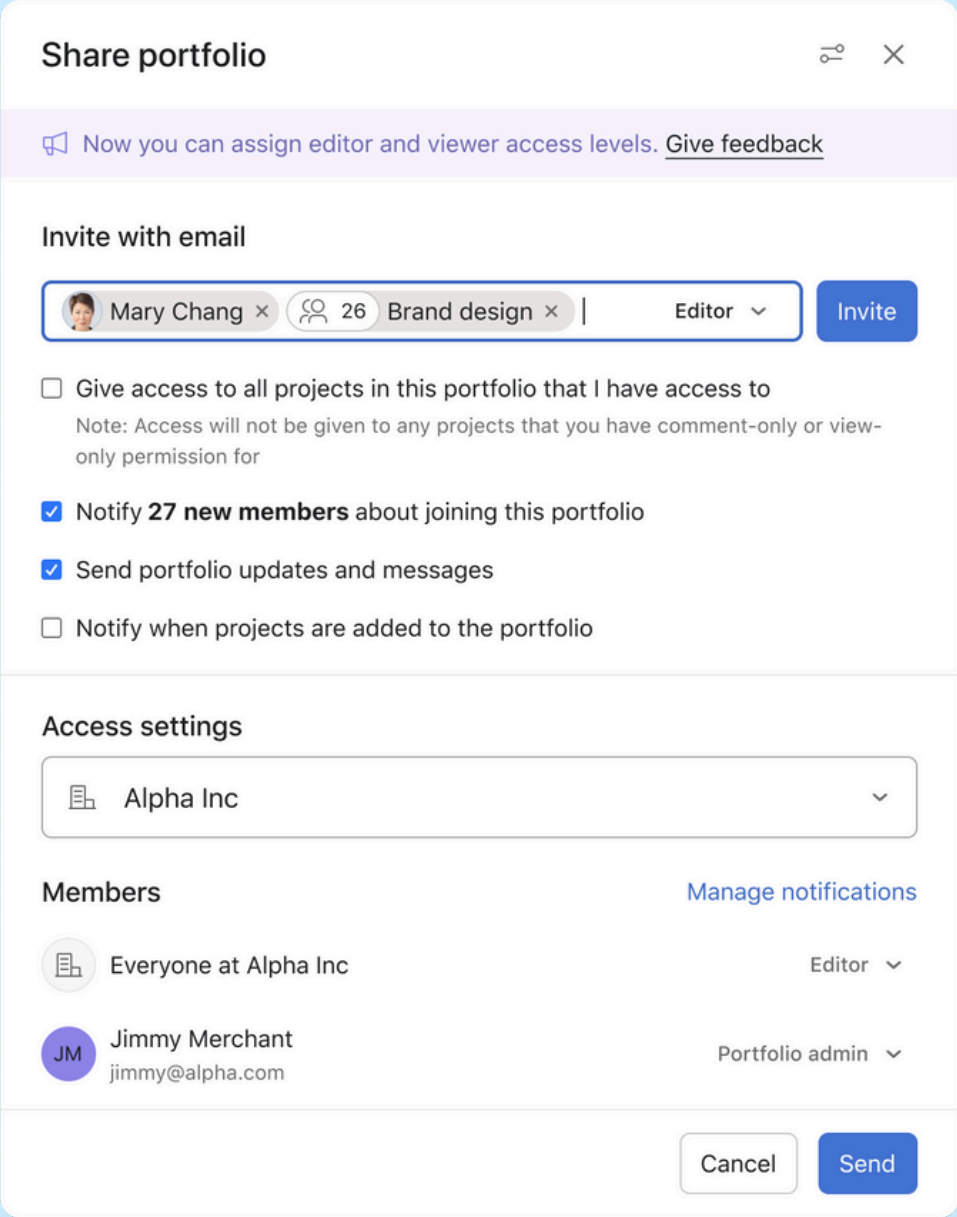 Share portfolio
Now you can assign editor and viewer access levels. Give feedback
Invite with email
Mary Chang × 26 Brand design × Editor Invite
Give access to all projects in this portfolio that I have access to
Note: Access will not be given to any projects that you have comment-only or view-
only permission for
Notify 27 new members about joining this portfolio
Send portfolio updates and messages
Notify when projects are added to the portfolio
Access settings
Alpha Inc
Members Manage notifications
Everyone at Alpha Inc Editor
JM Jimmy Merchant Portfolio admin
jimmy@alpha.com
Cancel Send